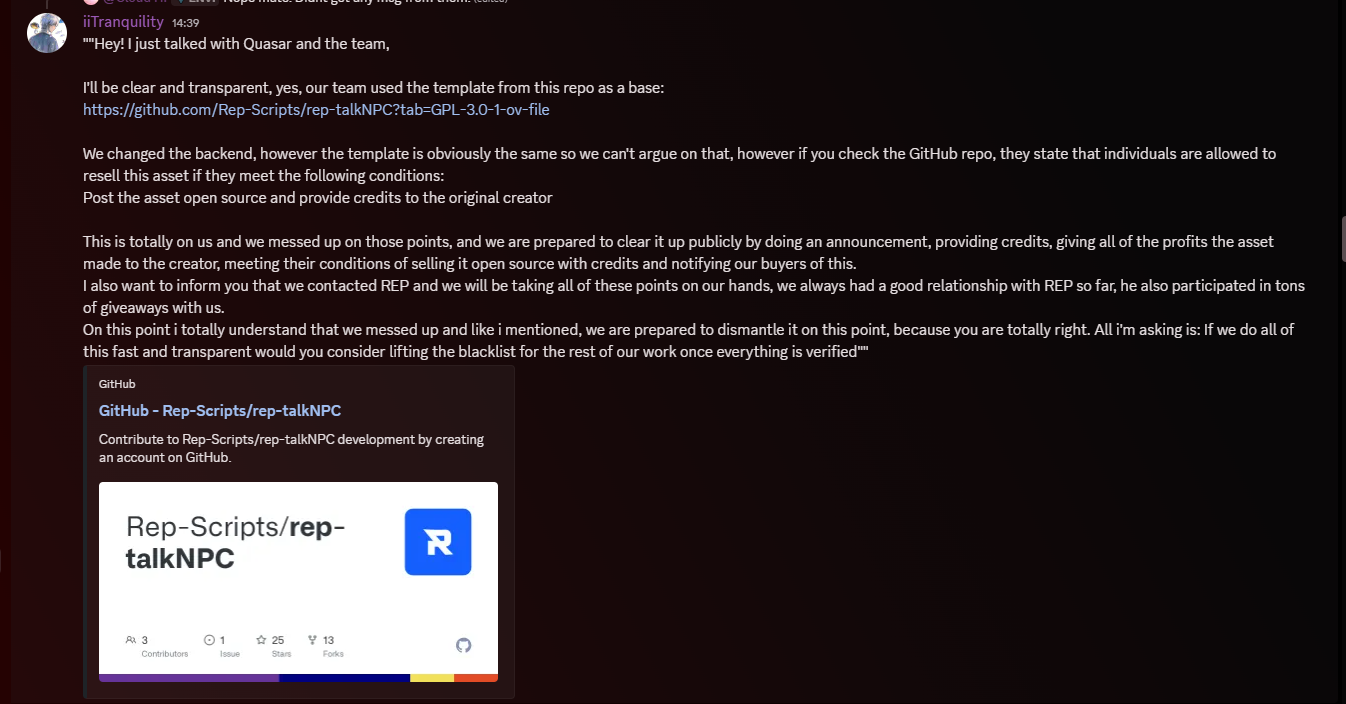 Nope mate. Didnt get any msg from them. (edited)
iiTranquility 14:39
""Hey! I just talked with Quasar and the team,
I'll be clear and transparent, yes, our team used the template from this repo as a base:
https://github.com/Rep-Scripts/rep-talkNPC?tab=GPL-3.0-1-ov-file
We changed the backend, however the template is obviously the same so we can't argue on that, however if you check the GitHub repo, they state that individuals are allowed to
resell this asset if they meet the following conditions:
Post the asset open source and provide credits to the original creator
This is totally on us and we messed up on those points, and we are prepared to clear it up publicly by doing an announcement, providing credits, giving all of the profits the asset
made to the creator, meeting their conditions of selling it open source with credits and notifying our buyers of this.
I also want to inform you that we contacted REP and we will be taking all of these points on our hands, we always had a good relationship with REP so far, he also participated in tons
of giveaways with us.
On this point i totally understand that we messed up and like i mentioned, we are prepared to dismantle it on this point, because you are totally right. All i'm asking is: If we do all of
this fast and transparent would you consider lifting the blacklist for the rest of our work once everything is verified""
GitHub
GitHub - Rep-Scripts/rep-talkNPC
Contribute to Rep-Scripts/rep-talkNPC development by creating
an account on GitHub.
Rep-Scripts/rep-
talkNPC
R
3 1 25 13
Contributors Issue Stars Forks